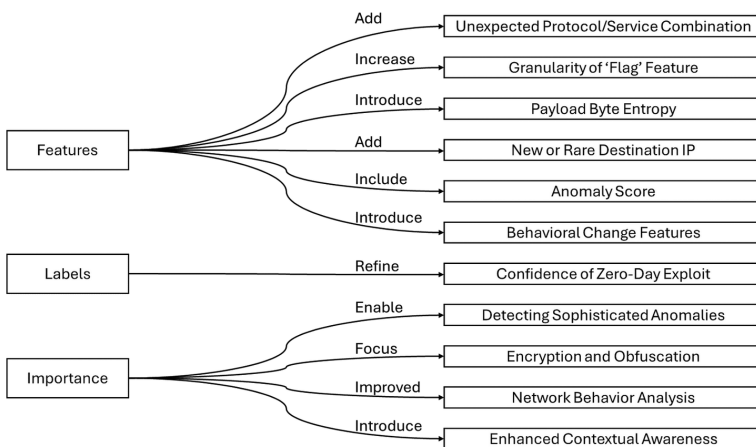 Add
Unexpected Protocol/Service Combination
Increase
Granularity of ‘Flag’ Feature
Introduce
Payload Byte Entropy
Features
Add
New or Rare Destination IP
Include
Anomaly Score
Introduce
Behavioral Change Features
Labels
Refine
Confidence of Zero-Day Exploit
Enable
Detecting Sophisticated Anomalies
Focus
Encryption and Obfuscation
Importance
Improved
Network Behavior Analysis
Introduce
Enhanced Contextual Awareness